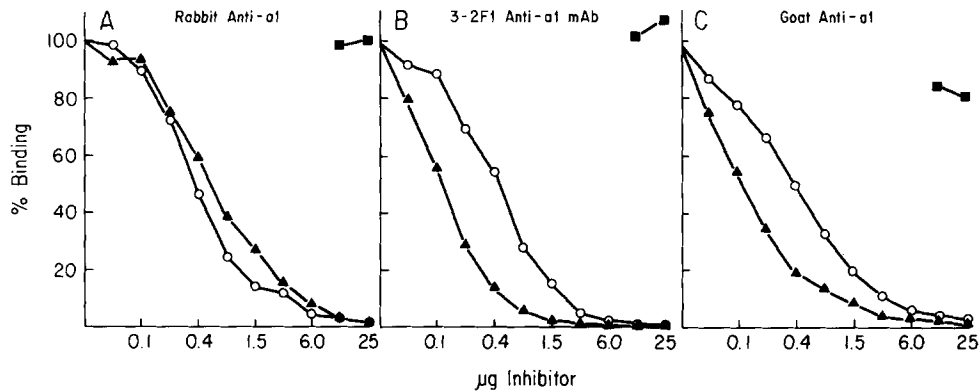 A Rabbit Anti-a1
B 3-2F1 Anti-a1 mAb
C Goat Anti-a1
% Binding
100
80
60
40
20
0.1 0.4 1.5 6.0 25
0.1 0.4 1.5 6.0 25
0.1 0.4 1.5 6.0 25
µg Inhibitor